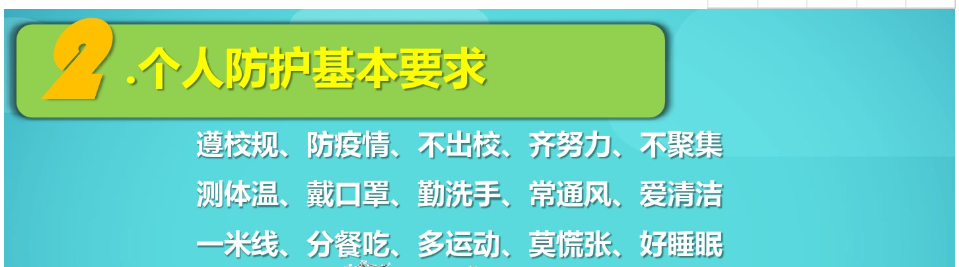 2.个人防护基本要求
遵校规、防疫情、不出校、齐努力、不聚集
测体温、戴口罩、勤洗手、常通风、爱清洁
一米线、分餐吃、多运动、莫慌张、好睡眠